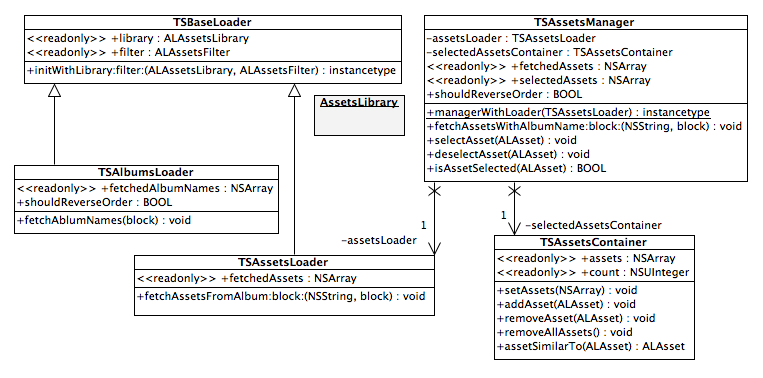 TSBaseLoader
<<readonly>> +library : ALAssetsLibrary
<<readonly>> +filter : ALAssetsFilter
+initWithLibrary:filter:(ALAssetsLibrary, ALAssetsFilter) : instancetype
TSAssetsManager
-assetsLoader : TSAssetsLoader
-selectedAssetsContainer : TSAssetsContainer
<<readonly>> +fetchedAssets : NSArray
<<readonly>> +selectedAssets : NSArray
+shouldReverseOrder : BOOL
+managerWithLoader(TSAssetsLoader) : instancetype
+fetchAssetsWithAlbumName:block:(NSString, block) : void
+selectAsset(ALAsset) : void
+deselectAsset(ALAsset) : void
+isAssetSelected(ALAsset) : BOOL
AssetsLibrary
TSAlbumsLoader
<<readonly>> +fetchedAlbumNames : NSArray
+shouldReverseOrder : BOOL
+fetchAblumNames(block) : void
1
-assetsLoader
1
-selectedAssetsContainer
TSAssetsLoader
<<readonly>> +fetchedAssets : NSArray
+fetchAssetsFromAlbum:block:(NSString, block) : void
TSAssetsContainer
<<readonly>> +assets : NSArray
<<readonly>> +count : NSUInteger
+setAssets(NSArray) : void
+addAsset(ALAsset) : void
+removeAsset(ALAsset) : void
+removeAllAssets() : void
+assetSimilarTo(ALAsset) : ALAsset